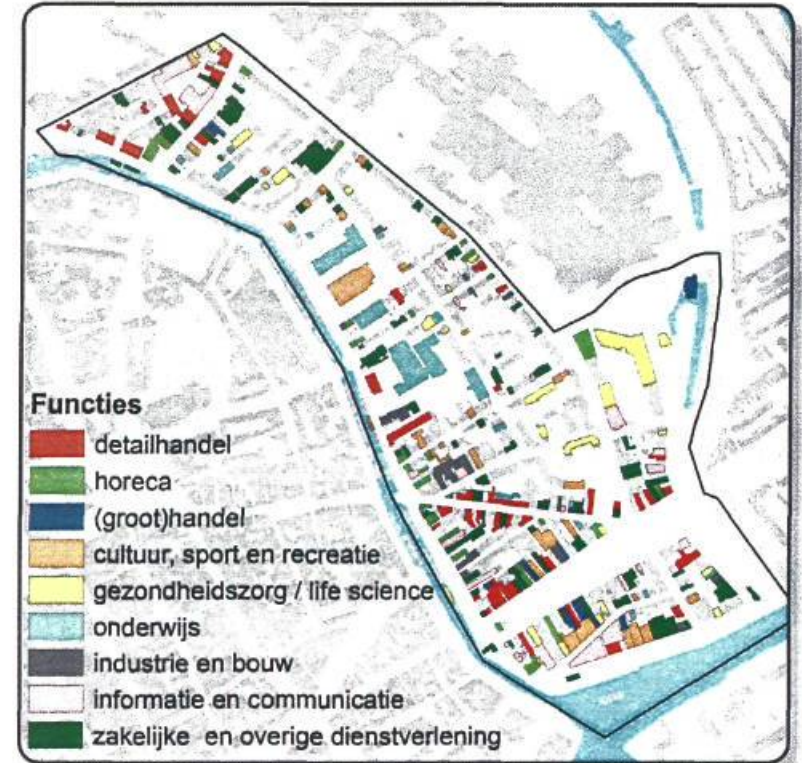 Functies
detailhandel
horeca
(groot)handel
cultuur, sport en recreatie
gezondheidszorg / life science
onderwijs
industrie en bouw
informatie en communicatie
zakelijke en overige dienstverlening